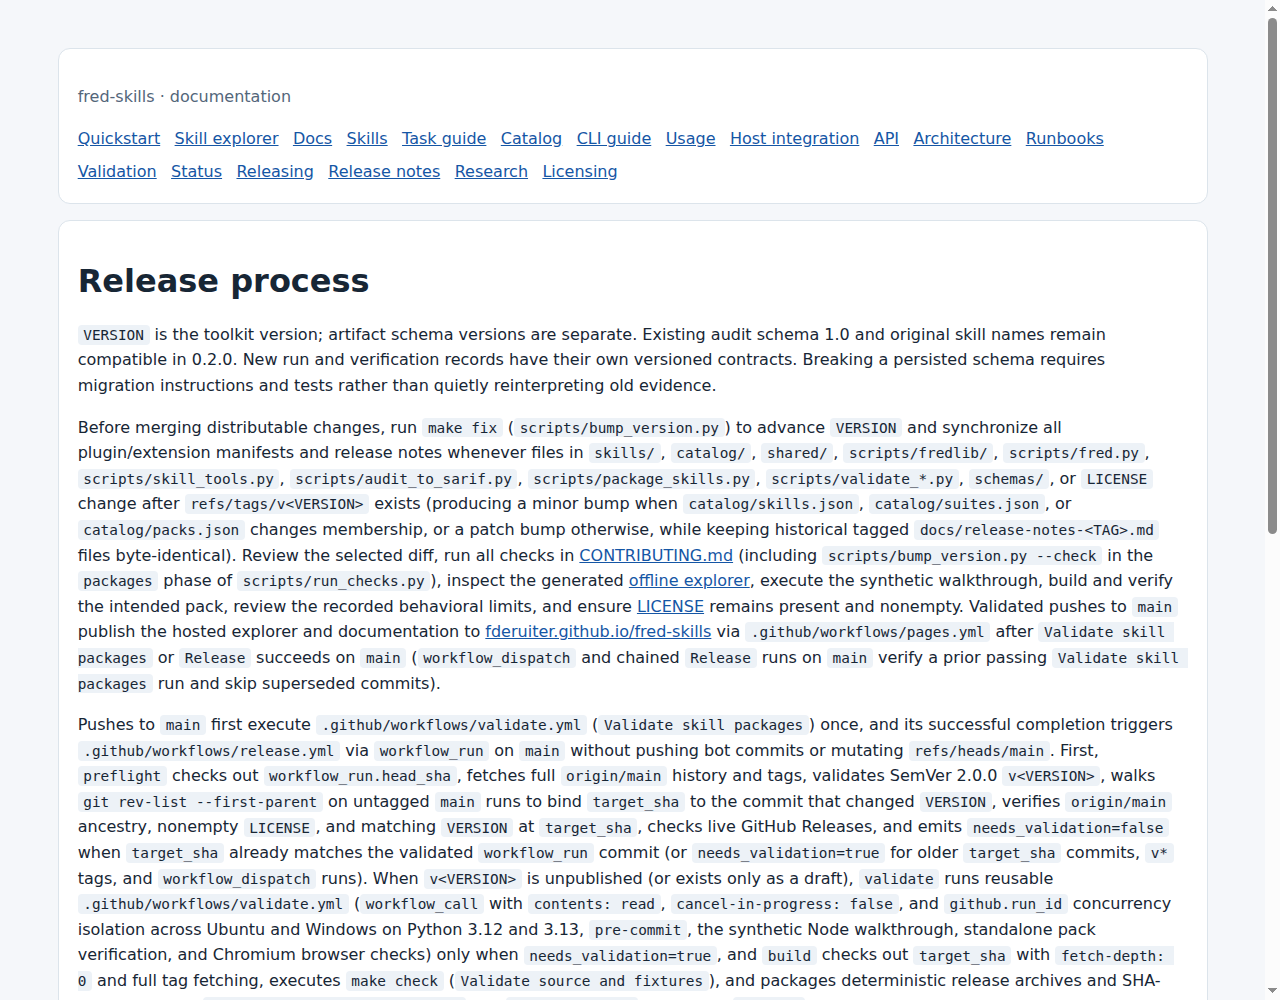 fred-skills · documentation
Quickstart Skill explorer Docs Skills Task guide Catalog CLI guide Usage Host integration API Architecture Runbooks
Validation Status Releasing Release notes Research Licensing
Release process
VERSION is the toolkit version; artifact schema versions are separate. Existing audit schema 1.0 and original skill names remain
compatible in 0.2.0. New run and verification records have their own versioned contracts. Breaking a persisted schema requires
migration instructions and tests rather than quietly reinterpreting old evidence.
Before merging distributable changes, run make fix ( scripts/bump_version.py ) to advance VERSION and synchronize all
plugin/extension manifests and release notes whenever files in skills/ , catalog/ , shared/ , scripts/fredlib/ , scripts/fred.py ,
scripts/skill_tools.py , scripts/audit_to_sarif.py , scripts/package_skills.py , scripts/validate_*.py , schemas/ , or LICENSE
change after refs/tags/v<VERSION> exists (producing a minor bump when catalog/skills.json , catalog/suites.json , or
catalog/packs.json changes membership, or a patch bump otherwise, while keeping historical tagged docs/release-notes-<TAG>.md
files byte-identical). Review the selected diff, run all checks in CONTRIBUTING.md (including scripts/bump_version.py --check in the
packages phase of scripts/run_checks.py ), inspect the generated offline explorer, execute the synthetic walkthrough, build and verify
the intended pack, review the recorded behavioral limits, and ensure LICENSE remains present and nonempty. Validated pushes to main
publish the hosted explorer and documentation to fderuiter.github.io/fred-skills via .github/workflows/pages.yml after Validate skill
packages or Release succeeds on main ( workflow_dispatch and chained Release runs on main verify a prior passing Validate skill
packages run and skip superseded commits).
Pushes to main first execute .github/workflows/validate.yml ( Validate skill packages ) once, and its successful completion triggers
.github/workflows/release.yml via workflow_run on main without pushing bot commits or mutating refs/heads/main . First,
preflight checks out workflow_run.head_sha , fetches full origin/main history and tags, validates SemVer 2.0.0 v<VERSION> , walks
git rev-list --first-parent on untagged main runs to bind target_sha to the commit that changed VERSION , verifies origin/main
ancestry, nonempty LICENSE , and matching VERSION at target_sha , checks live GitHub Releases, and emits needs_validation=false
when target_sha already matches the validated workflow_run commit (or needs_validation=true for older target_sha commits, v*
tags, and workflow_dispatch runs). When v<VERSION> is unpublished (or exists only as a draft), validate runs reusable
.github/workflows/validate.yml ( workflow_call with contents: read , cancel-in-progress: false , and github.run_id concurrency
isolation across Ubuntu and Windows on Python 3.12 and 3.13, pre-commit , the synthetic Node walkthrough, standalone pack
verification, and Chromium browser checks) only when needs_validation=true , and build checks out target_sha with fetch-depth:
0 and full tag fetching, executes make check ( Validate source and fixtures ), and packages deterministic release archives and SHA-